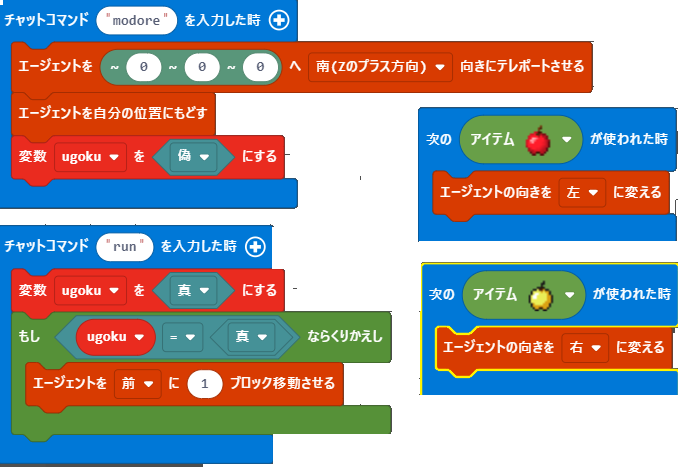 チャットコマンド "modore" を入力した時
エージェントを ~ 0 ~ 0 ~ 0 へ 南(Zのプラス方向) 向きにテレポートさせる
エージェントを自分の位置にもどす
変数 ugoku を 偽 にする
チャットコマンド "run" を入力した時
変数 ugoku を 真 にする
もし ugoku = 真 ならくりかえし
エージェントを 前 に 1 ブロック移動させる
次の アイテム が使われた時
エージェントの向きを 左 に変える
次の アイテム が使われた時
エージェントの向きを 右 に変える